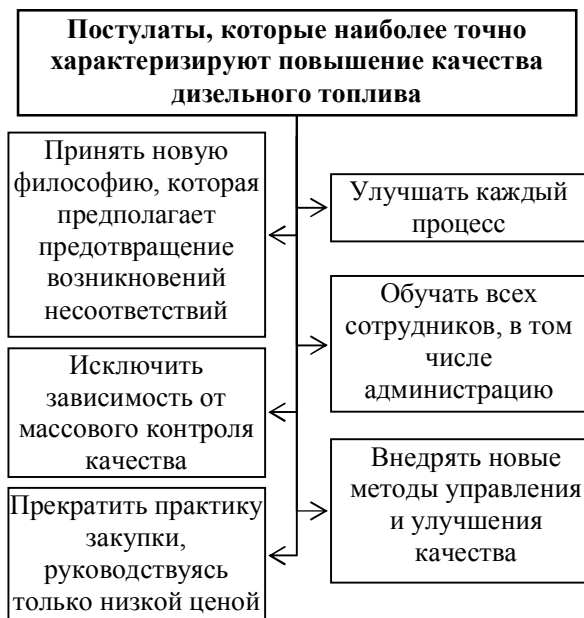 Постулаты, которые наиболее точно
характеризируют повышение качества
дизельного топлива
Принять новую
философию, которая
предполагает
предотвращение
возникновений
несоответствий
Улучшать каждый
процесс
Обучать всех
сотрудников, в том
числе
администрацию
Исключить
зависимость от
массового контроля
качества
Внедрять новые
методы управления
и улучшения
качества
Прекратить практику
закупки,
руководствуясь
только низкой ценой